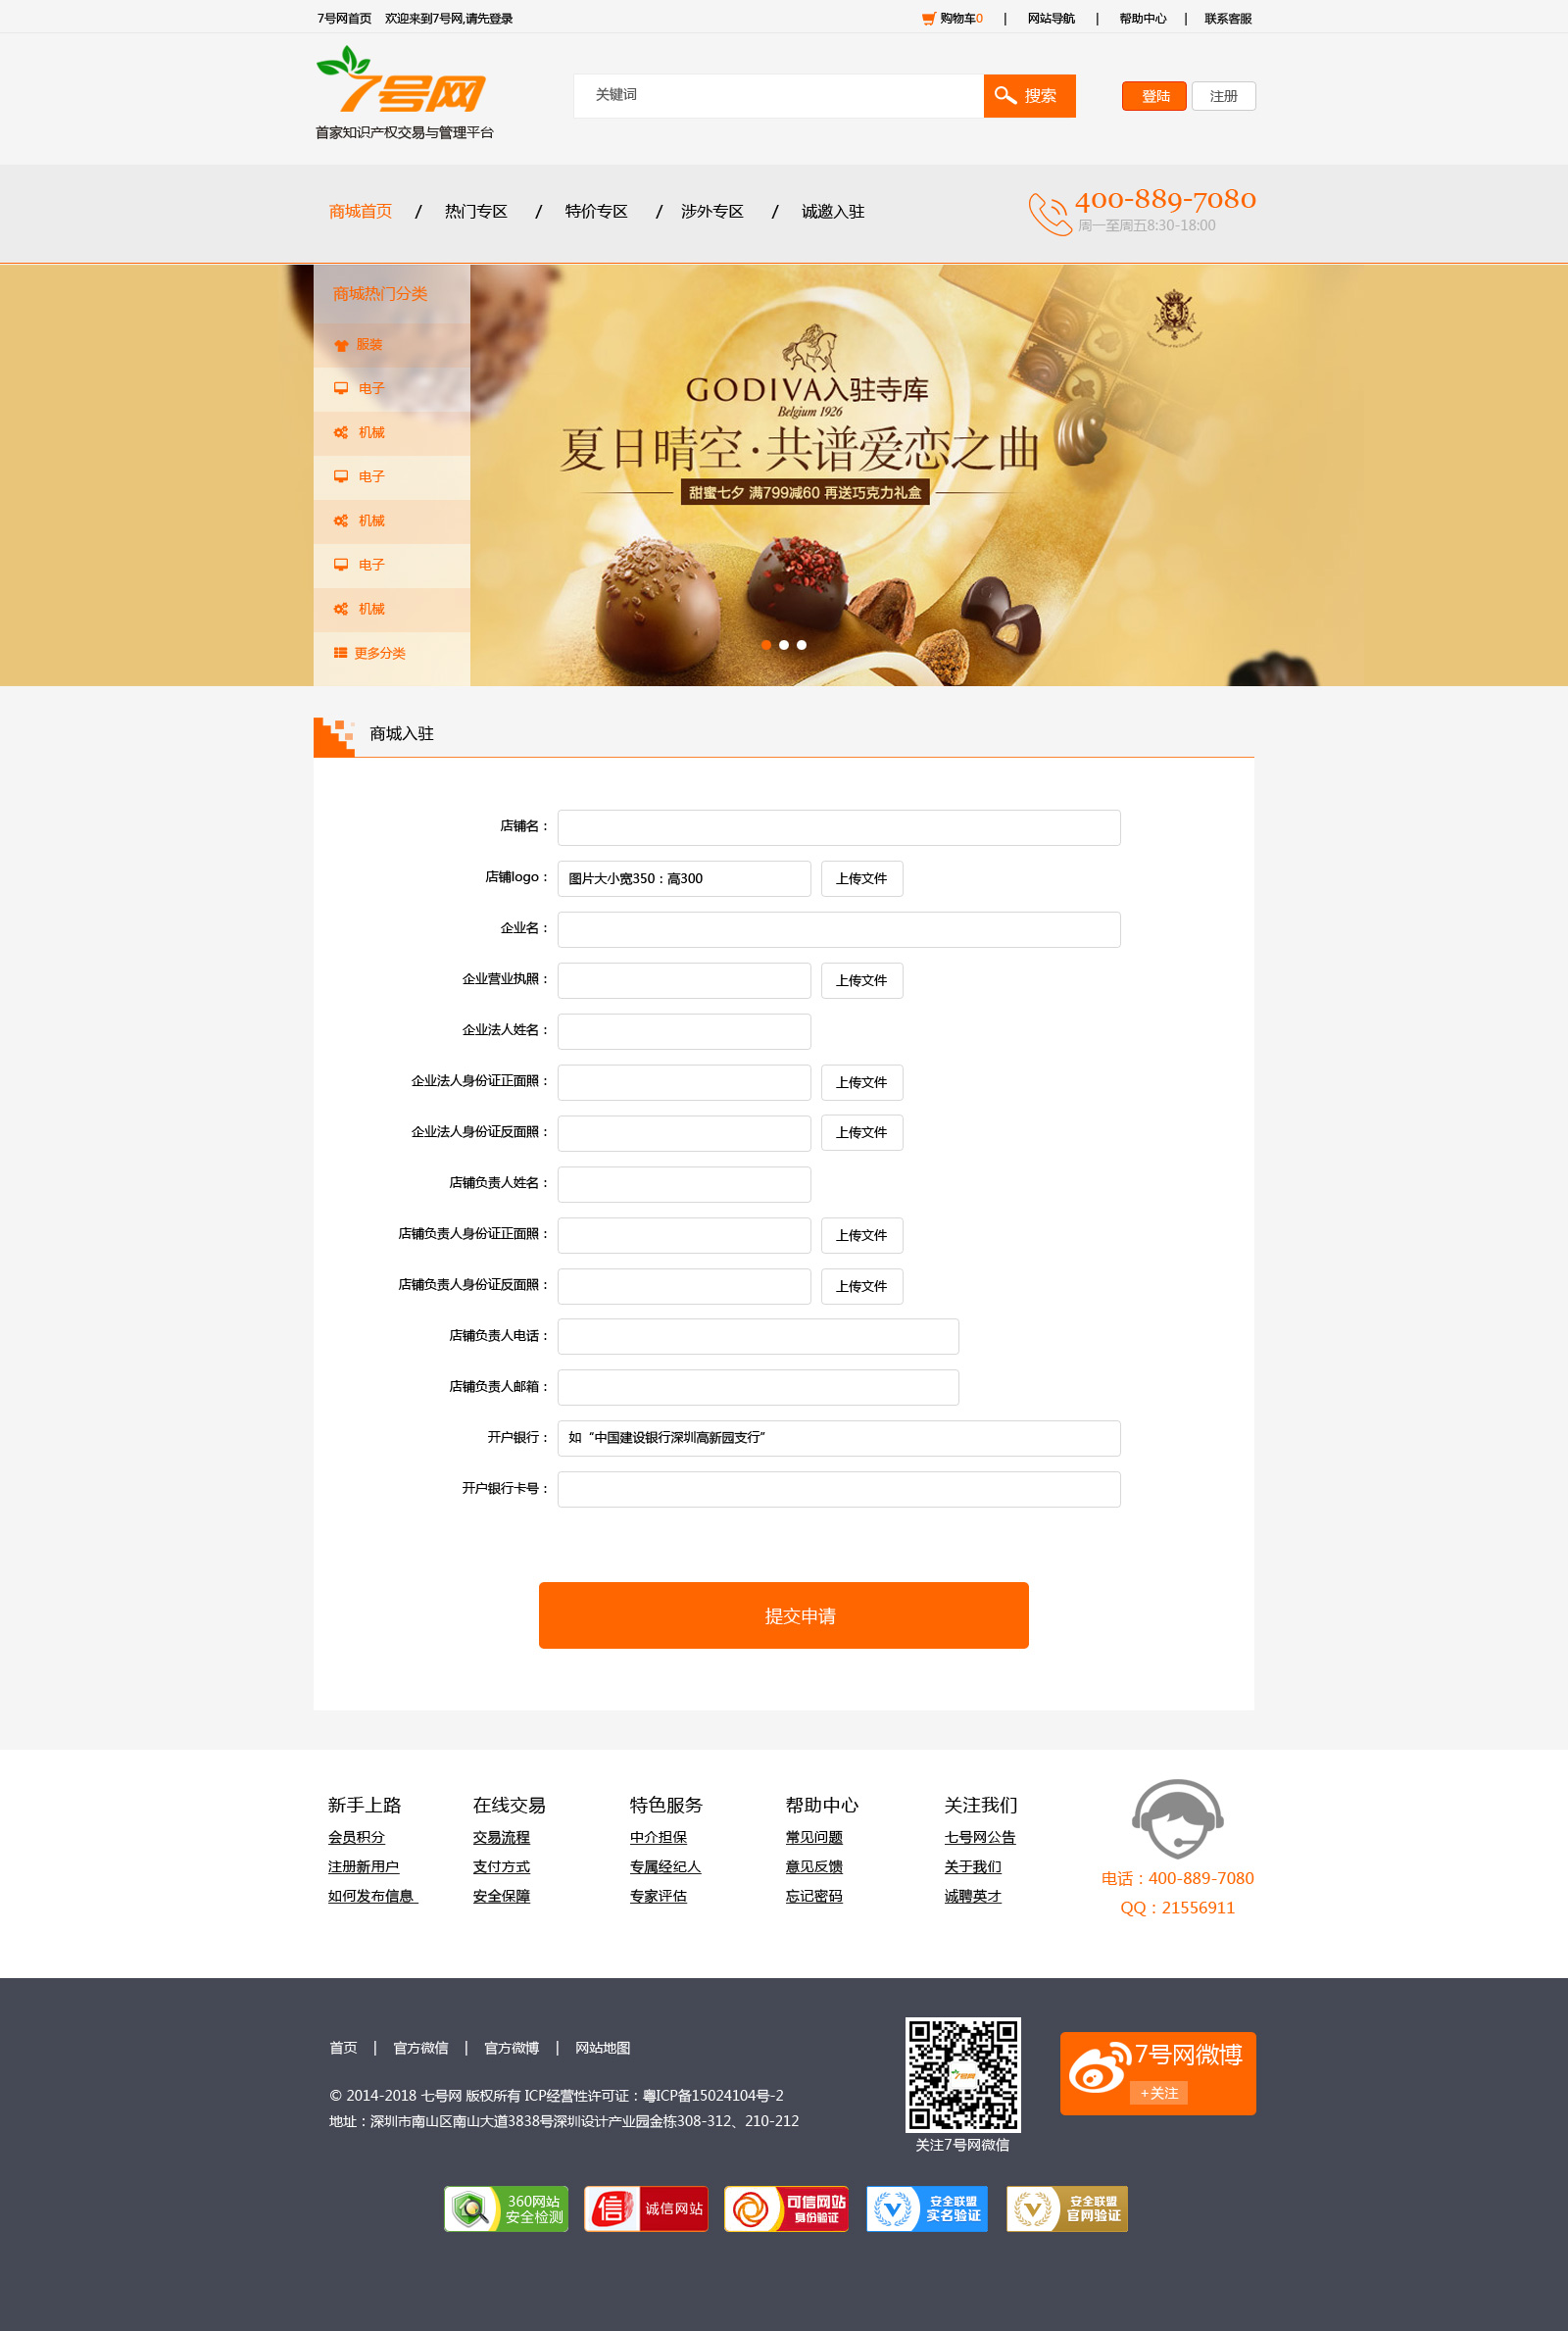 7号网首页 欢迎来到7号网,请先登录 购物车0 | 网站导航 | 帮助中心 | 联系客服
7号网
首家知识产权交易与管理平台
关键词
搜索
登陆 注册
商城首页 / 热门专区 / 特价专区 / 涉外专区 / 诚邀入驻
400-889-7080
周一至周五8:30-18:00
商城热门分类
服装
电子
机械
电子
机械
电子
机械
更多分类
GODIVA入驻寺库
Belgium 1926
夏日晴空·共谱爱恋之曲
甜蜜七夕 满799减60 再送巧克力礼盒
商城入驻
店铺名：
店铺logo： 图片大小宽350：高300 上传文件
企业名：
企业营业执照： 上传文件
企业法人姓名：
企业法人身份证正面照： 上传文件
企业法人身份证反面照： 上传文件
店铺负责人姓名：
店铺负责人身份证正面照： 上传文件
店铺负责人身份证反面照： 上传文件
店铺负责人电话：
店铺负责人邮箱：
开户银行： 如 “中国建设银行深圳高新园支行”
开户银行卡号：
提交申请
新手上路 在线交易 特色服务 帮助中心 关注我们
会员积分 交易流程 中介担保 常见问题 七号网公告
注册新用户 支付方式 专属经纪人 意见反馈 关于我们
如何发布信息 安全保障 专家评估 忘记密码 诚聘英才
电话：400-889-7080
QQ：21556911
首页 | 官方微信 | 官方微博 | 网站地图
© 2014-2018 七号网 版权所有 ICP经营性许可证：粤ICP备15024104号-2
地址：深圳市南山区南山大道3838号深圳设计产业园金栋308-312、210-212
7号网
关注7号网微信
7号网微博
+关注
360网站
安全检测
信
诚信网站
可信网站
身份验证
安全联盟
实名验证
安全联盟
官网验证